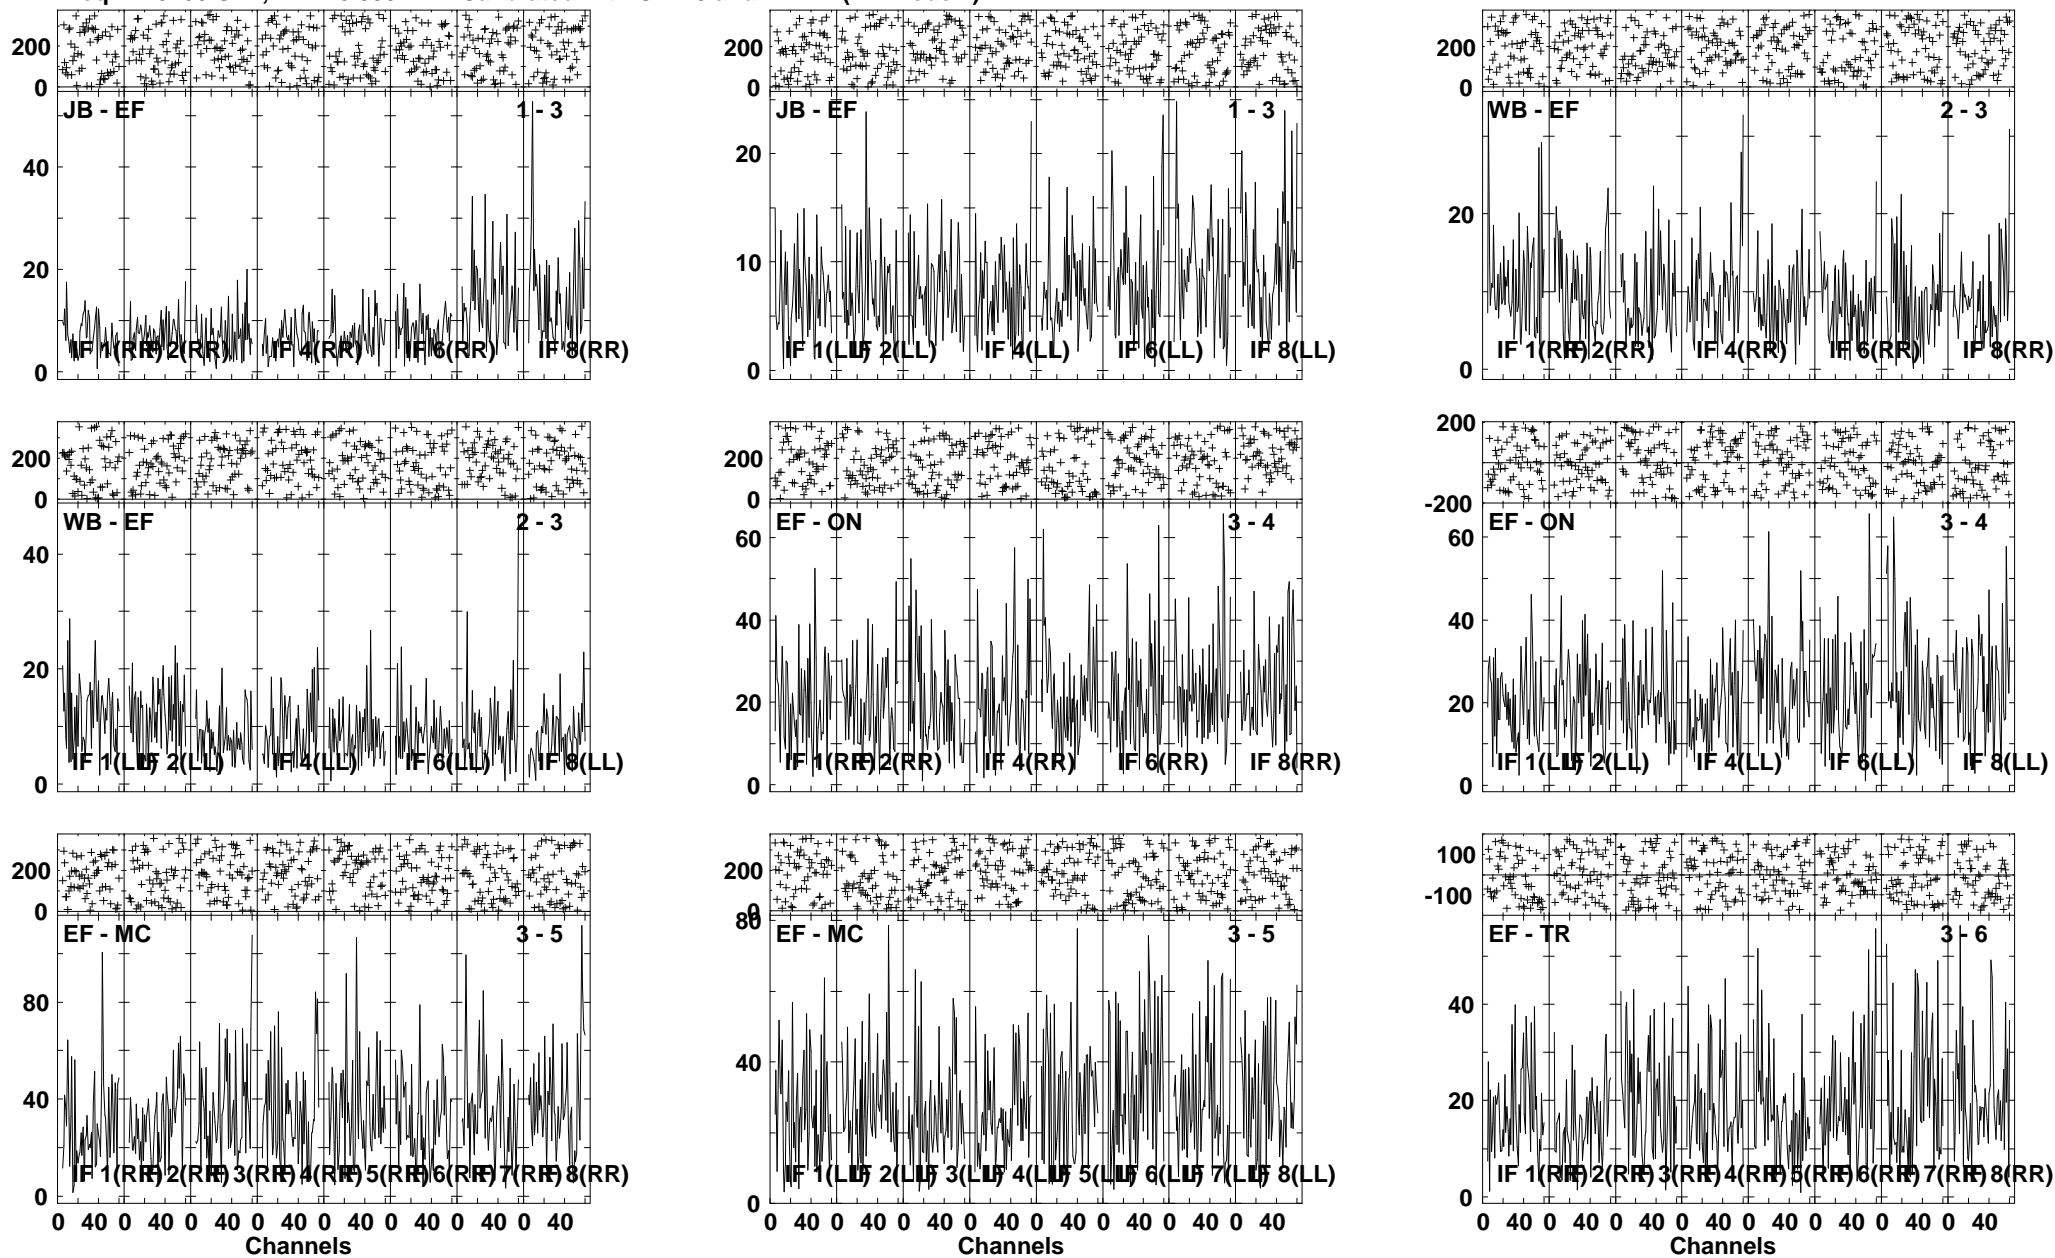 200
0
JB - EF 1 - 3
40
20
0
IF 1(RR) IF 2(RR) IF 4(RR) IF 6(RR) IF 8(RR)
200
0
JB - EF 1 - 3
20
10
0
IF 1(LL) IF 2(LL) IF 4(LL) IF 6(LL) IF 8(LL)
200
0
WB - EF 2 - 3
20
0
IF 1(RR) IF 2(RR) IF 4(RR) IF 6(RR) IF 8(RR)
200
0
WB - EF 2 - 3
40
20
0
IF 1(LL) IF 2(LL) IF 4(LL) IF 6(LL) IF 8(LL)
200
0
EF - ON 3 - 4
60
40
20
0
IF 1(RR) IF 2(RR) IF 4(RR) IF 6(RR) IF 8(RR)
200
-200
EF - ON 3 - 4
60
40
20
0
IF 1(LL) IF 2(LL) IF 4(LL) IF 6(LL) IF 8(LL)
200
0
EF - MC 3 - 5
80
40
0
IF 1(RR) IF 2(RR) IF 3(RR) IF 4(RR) IF 5(RR) IF 6(RR) IF 7(RR) IF 8(RR)
0 40 0 40 0 40 0 40 0 40 0 40 0 40 0 40
Channels
200
0
EF - MC 3 - 5
80
40
0
IF 1(LL) IF 2(LL) IF 3(LL) IF 4(LL) IF 5(LL) IF 6(LL) IF 7(LL) IF 8(LL)
0 40 0 40 0 40 0 40 0 40 0 40 0 40 0 40
Channels
100
-100
EF - TR 3 - 6
40
20
0
IF 1(RR) IF 2(RR) IF 3(RR) IF 4(RR) IF 5(RR) IF 6(RR) IF 7(RR) IF 8(RR)
0 40 0 40 0 40 0 40 0 40 0 40 0 40 0 40
Channels